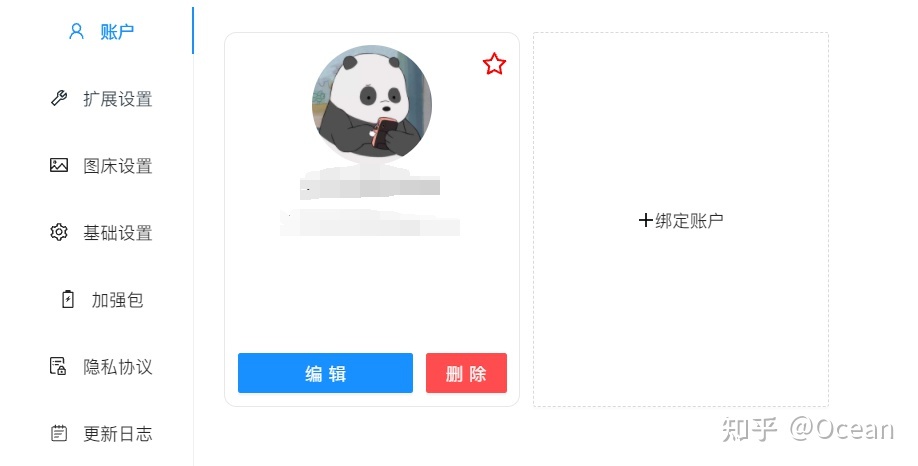 账户
扩展设置
图床设置
基础设置
加强包
隐私协议
更新日志
编 辑
删 除
+绑定账户
知乎 @Ocean